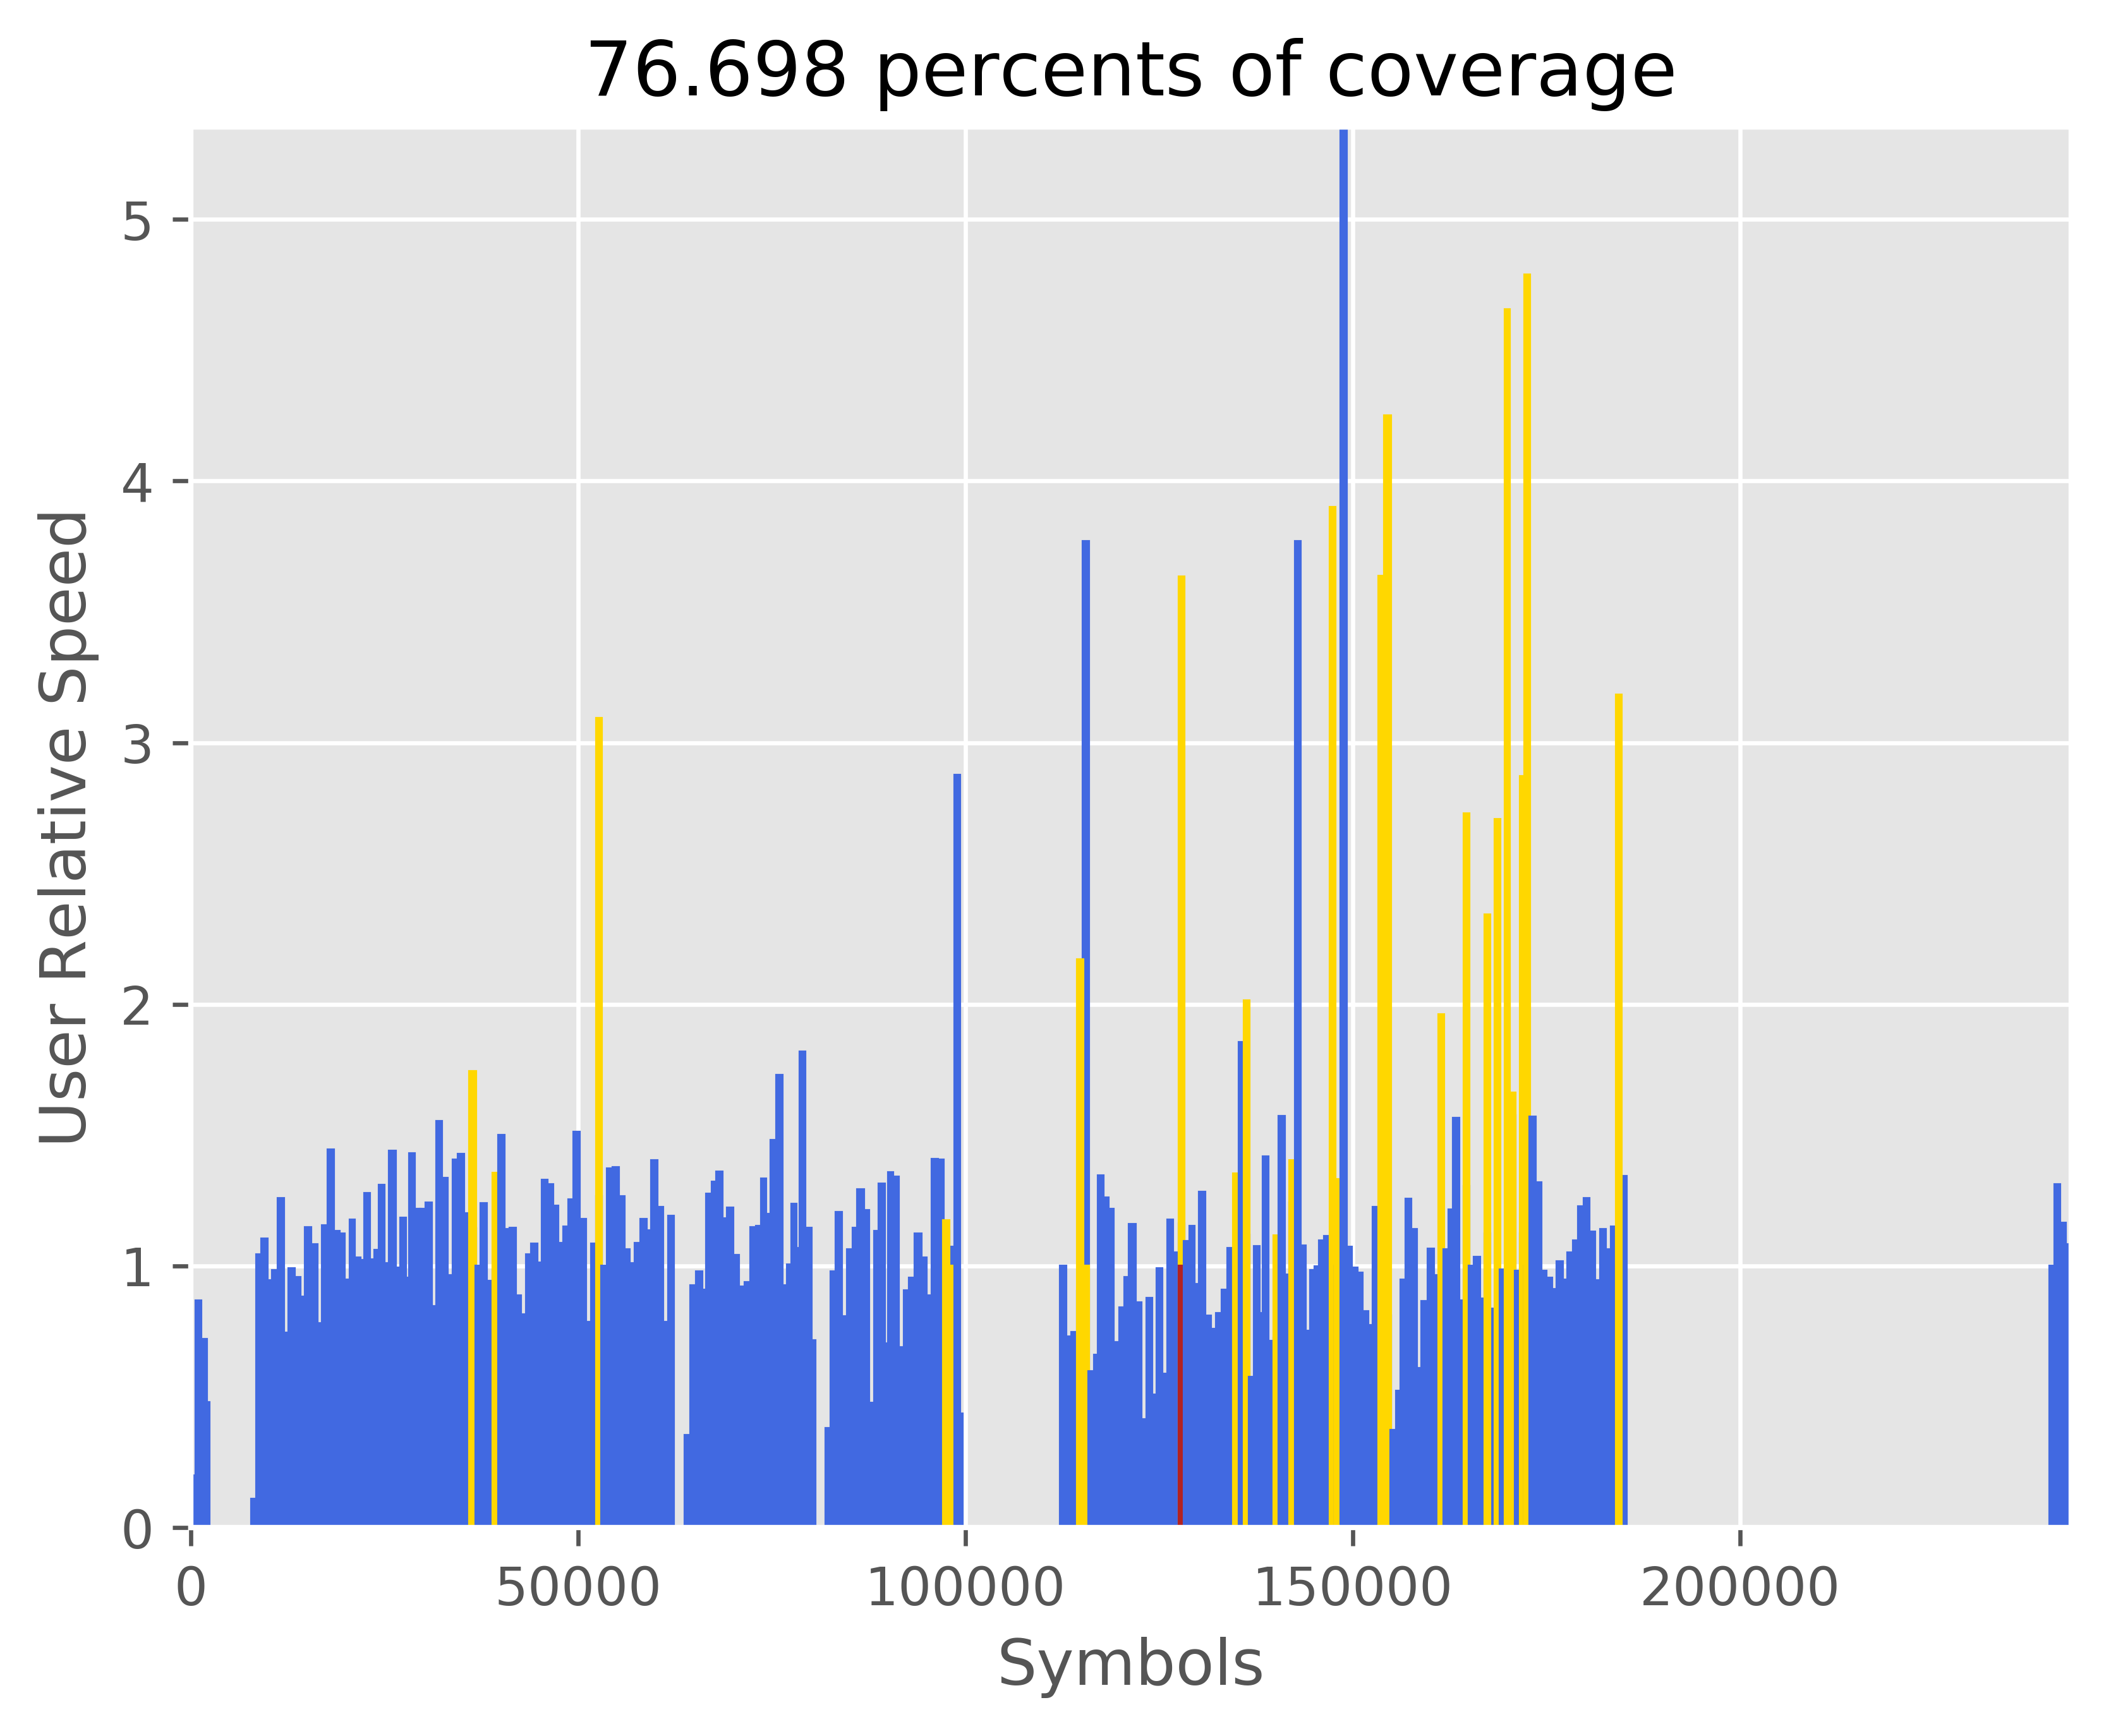 76.698 percents of coverage
5
4
3
2
1
0
User Relative Speed
0 50000 100000 150000 200000
Symbols